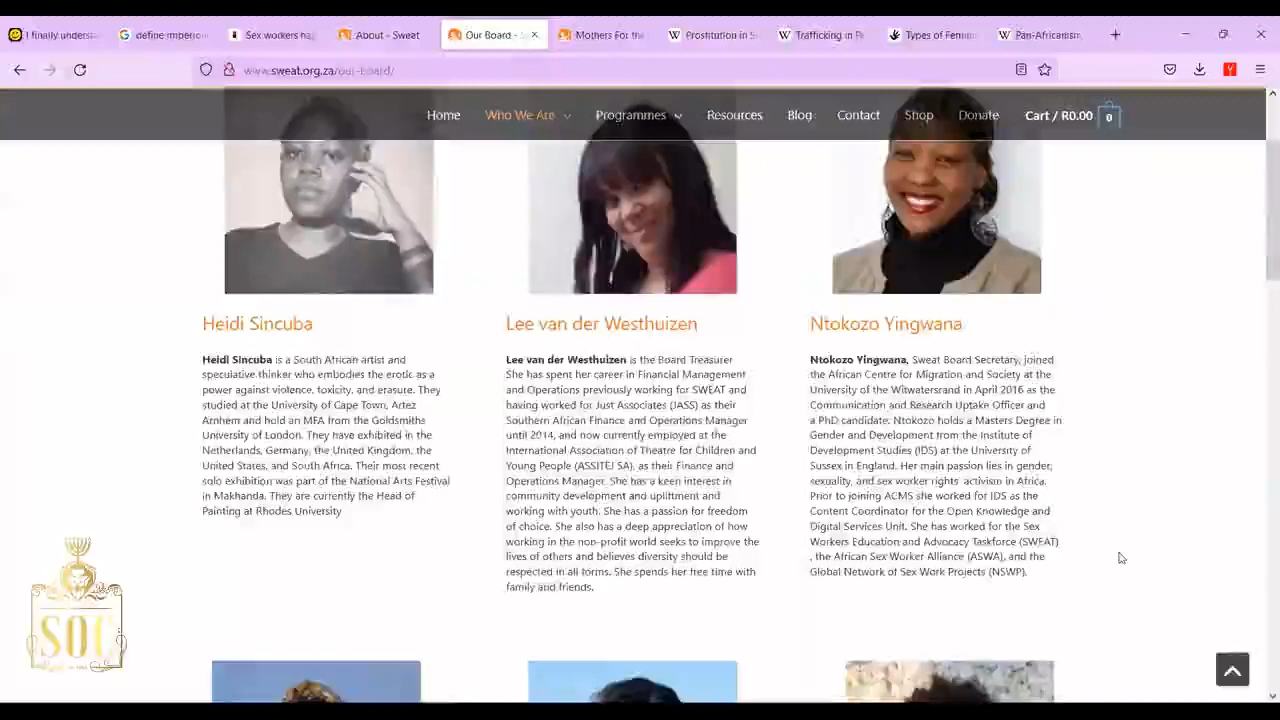 I finally understa
define imperion
Sex workers ha
About - Sweat
Our Board -
Mothers For the
Prostitution in S
Trafficking in Pe
Types of Femin
Pan-Africanism
www.sweat.org.za/our-board/
Home
Who We Are
Programmes
Resources
Blog
Contact
Shop
Donate
Cart / R0.00
0
Heidi Sincuba
Heidi Sincuba is a South African artist and
speculative thinker who embodies the erotic as a
power against violence, toxicity, and erasure. They
studied at the University of Cape Town, Artez
Arnhem and hold an MFA from the Goldsmiths
University of London. They have exhibited in the
Netherlands, Germany, the United Kingdom, the
United States, and South Africa. Their most recent
solo exhibition was part of the National Arts Festival
in Makhanda. They are currently the Head of
Painting at Rhodes University
Lee van der Westhuizen
Lee van der Westhuizen is the Board Treasurer
She has spent her career in Financial Management
and Operations previously working for SWEAT and
having worked for Just Associates (JASS) as their
Southern African Finance and Operations Manager
until 2014, and now currently employed at the
International Association of Theatre for Children and
Young People (ASSITEJ SA), as their Finance and
Operations Manager. She has a keen interest in
community development and upliftment and
working with youth. She has a passion for freedom
of choice. She also has a deep appreciation of how
working in the non-profit world seeks to improve the
lives of others and believes diversity should be
respected in all forms. She spends her free time with
family and friends.
Ntokozo Yingwana
Ntokozo Yingwana, Sweat Board Secretary, joined
the African Centre for Migration and Society at the
University of the Witwatersrand in April 2016 as the
Communication and Research Uptake Officer and
a PhD candidate. Ntokozo holds a Masters Degree in
Gender and Development from the Institute of
Development Studies (IDS) at the University of
Sussex in England. Her main passion lies in gender,
sexuality, and sex worker rights' activism in Africa.
Prior to joining ACMS she worked for IDS as the
Content Coordinator for the Open Knowledge and
Digital Services Unit. She has worked for the Sex
Workers Education and Advocacy Taskforce (SWEAT)
, the African Sex Worker Alliance (ASWA), and the
Global Network of Sex Work Projects (NSWP).
SOC